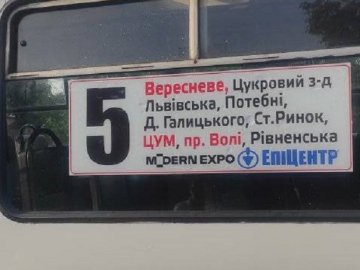 5
Вересневе, Цукровий з-д
Львівська, Потебні,
Д. Галицького, Ст.Ринок,
ЦУМ, пр. Волі, Рівненська
MODERN EXPO ЕПІЦЕНТР